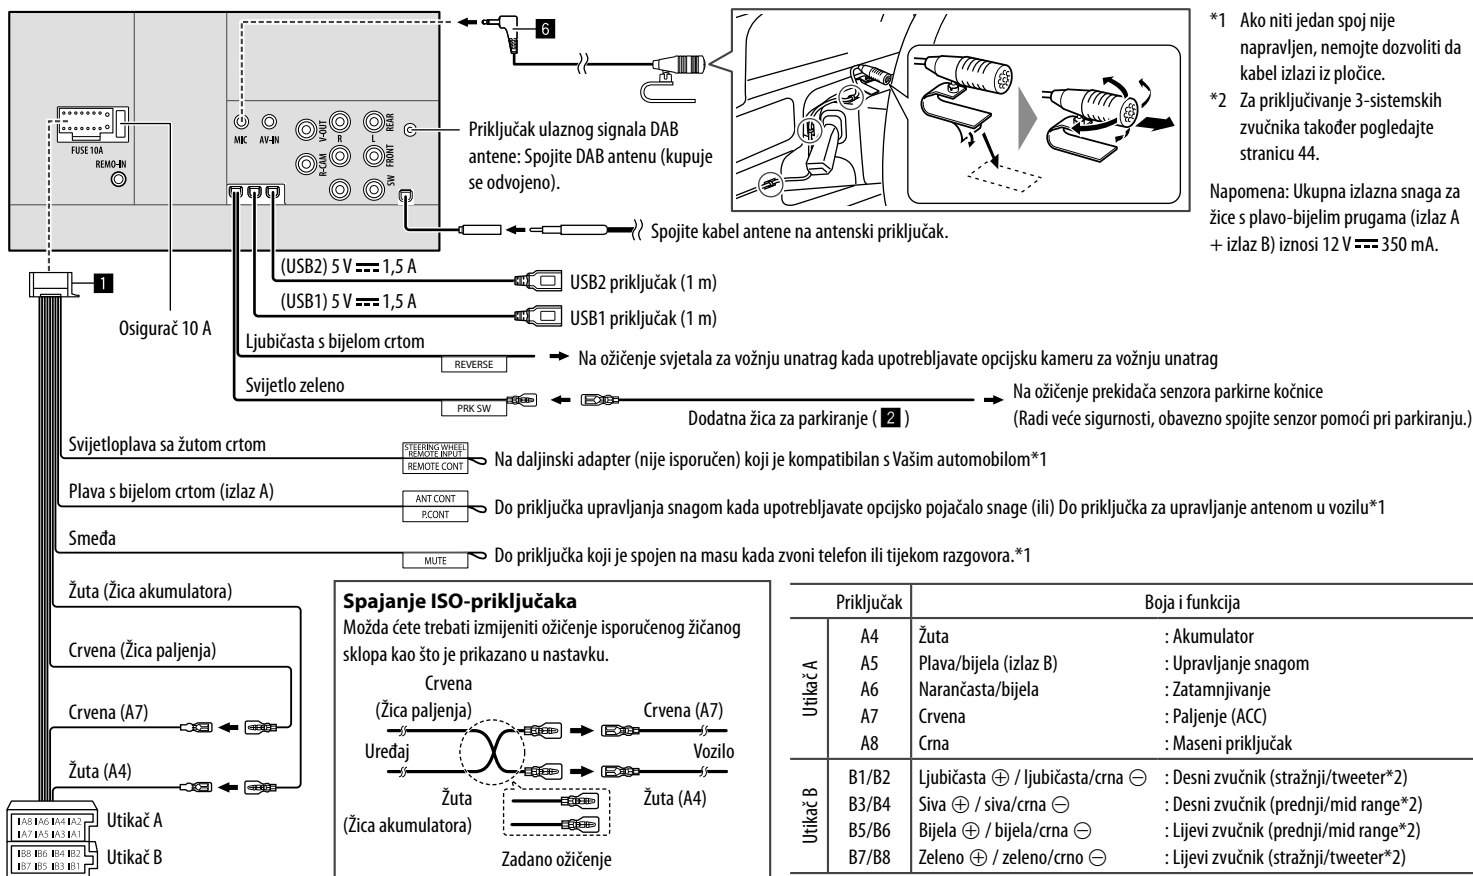 6
MIC
AV-IN
V-OUT
R-CAM
R
L
REAR
FRONT
SW
FUSE 10A
REMO-IN
Priključak ulaznog signala DAB
antene: Spojite DAB antenu (kupuje
se odvojeno).
*1 Ako niti jedan spoj nije
napravljen, nemojte dozvoliti da
kabel izlazi iz pločice.
*2 Za priključivanje 3-sistemskih
zvučnika također pogledajte
stranicu 44.
Napomena: Ukupna izlazna snaga za
žice s plavo-bijelim prugama (izlaz A
+ izlaz B) iznosi 12 V ⎓ 350 mA.
Spojite kabel antene na antenski priključak.
1
Osigurač 10 A
(USB2) 5 V ⎓ 1,5 A
USB2 priključak (1 m)
(USB1) 5 V ⎓ 1,5 A
USB1 priključak (1 m)
Ljubičasta s bijelom crtom
REVERSE
Na ožičenje svjetala za vožnju unatrag kada upotrebljavate opcijsku kameru za vožnju unatrag
Svijetlo zeleno
PRK SW
Dodatna žica za parkiranje ( 2 )
Na ožičenje prekidača senzora parkirne kočnice
(Radi veće sigurnosti, obavezno spojite senzor pomoći pri parkiranju.)
Svijetloplava sa žutom crtom
STEERING WHEEL
REMOTE INPUT
REMOTE CONT
Na daljinski adapter (nije isporučen) koji je kompatibilan s Vašim automobilom*1
Plava s bijelom crtom (izlaz A)
ANT CONT
P.CONT
Do priključka upravljanja snagom kada upotrebljavate opcijsko pojačalo snage (ili) Do priključka za upravljanje antenom u vozilu*1
Smeđa
MUTE
Do priključka koji je spojen na masu kada zvoni telefon ili tijekom razgovora.*1
Žuta (Žica akumulatora)
Crvena (Žica paljenja)
Crvena (A7)
Žuta (A4)
A8 A6 A4 A2
A7 A5 A3 A1
Utikač A
B8 B6 B4 B2
B7 B5 B3 B1
Utikač B
Spajanje ISO-priključaka
Možda ćete trebati izmijeniti ožičenje isporučenog žičanog
sklopa kao što je prikazano u nastavku.
Crvena
(Žica paljenja)
Crvena (A7)
Uređaj
Vozilo
Žuta
(Žica akumulatora)
Žuta (A4)
Zadano ožičenje
Priključak Boja i funkcija
Utikač A
A4 Žuta : Akumulator
A5 Plava/bijela (izlaz B) : Upravljanje snagom
A6 Narančasta/bijela : Zatamnjivanje
A7 Crvena : Paljenje (ACC)
A8 Crna : Maseni priključak
Utikač B
B1/B2 Ljubičasta ⊕ / ljubičasta/crna ⊖ : Desni zvučnik (stražnji/tweeter*2)
B3/B4 Siva ⊕ / siva/crna ⊖ : Desni zvučnik (prednji/mid range*2)
B5/B6 Bijela ⊕ / bijela/crna ⊖ : Lijevi zvučnik (prednji/mid range*2)
B7/B8 Zeleno ⊕ / zeleno/crno ⊖ : Lijevi zvučnik (stražnji/tweeter*2)